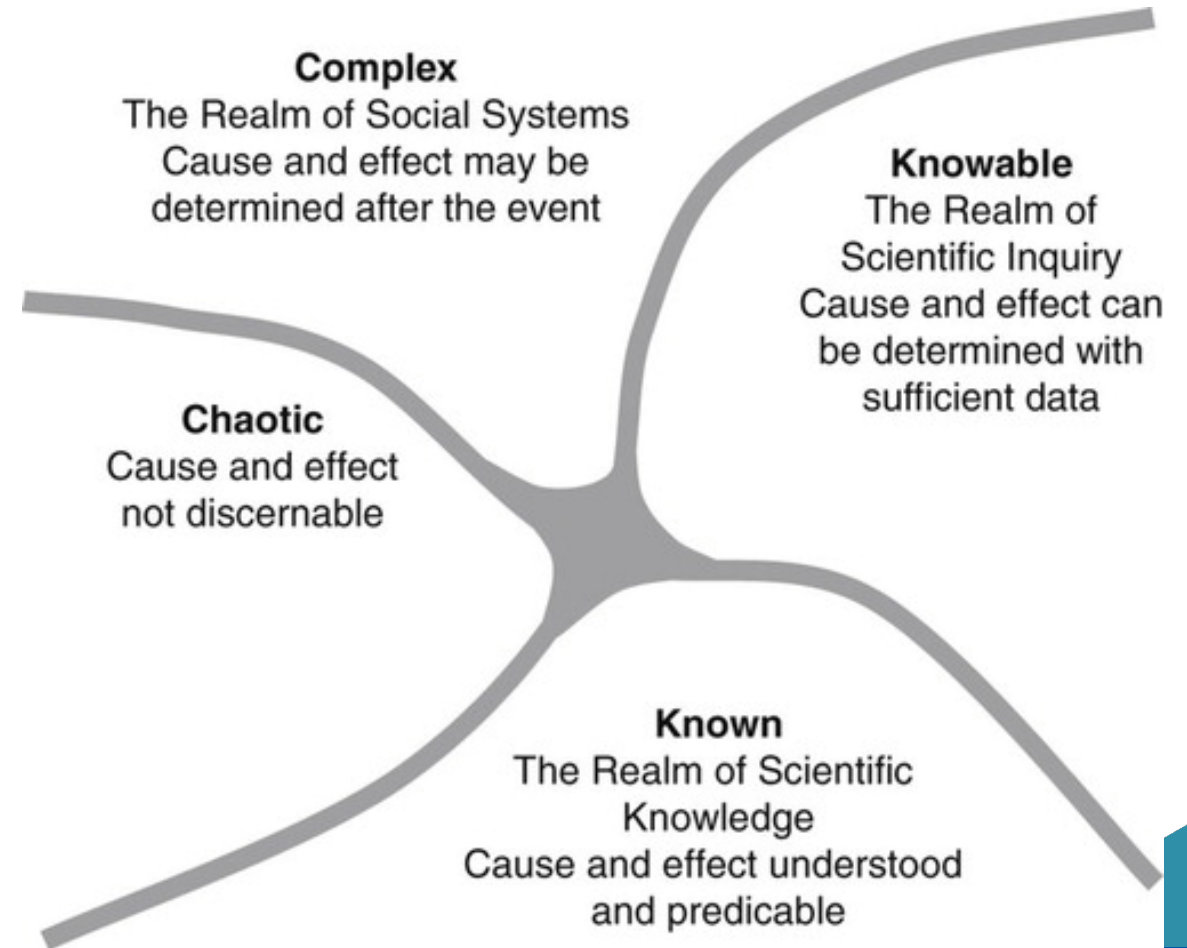 Complex
The Realm of Social Systems
Cause and effect may be
determined after the event
Knowable
The Realm of
Scientific Inquiry
Cause and effect can
be determined with
sufficient data
Chaotic
Cause and effect
not discernable
Known
The Realm of Scientific
Knowledge
Cause and effect understood
and predicable